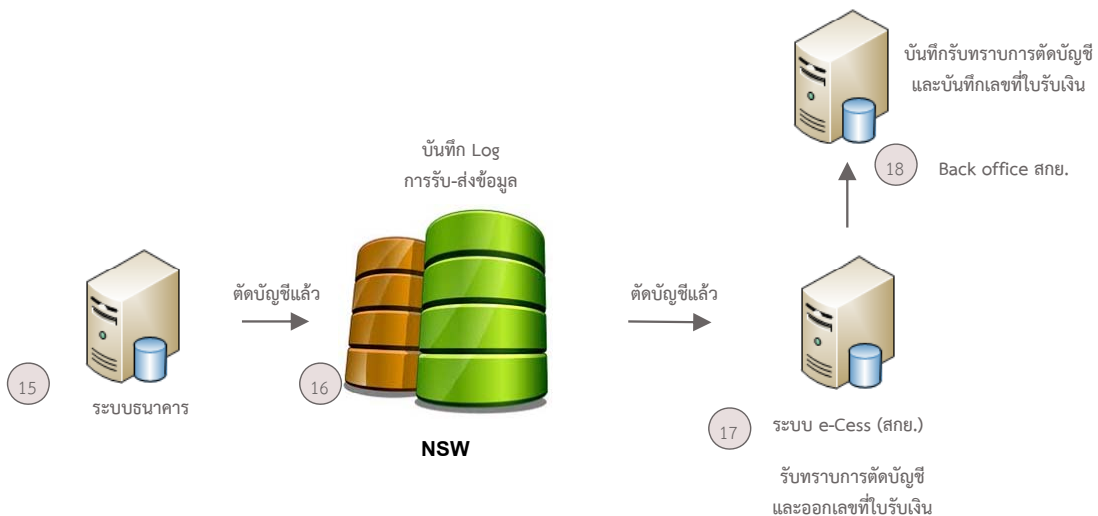 บันทึกรับทราบการตัดบัญชี
และบันทึกเลขที่ใบรับเงิน
18
Back office สกย.
บันทึก Log
การรับ-ส่งข้อมูล
ตัดบัญชีแล้ว
ตัดบัญชีแล้ว
15
ระบบธนาคาร
16
NSW
17
ระบบ e-Cess (สกย.)
รับทราบการตัดบัญชี
และออกเลขที่ใบรับเงิน